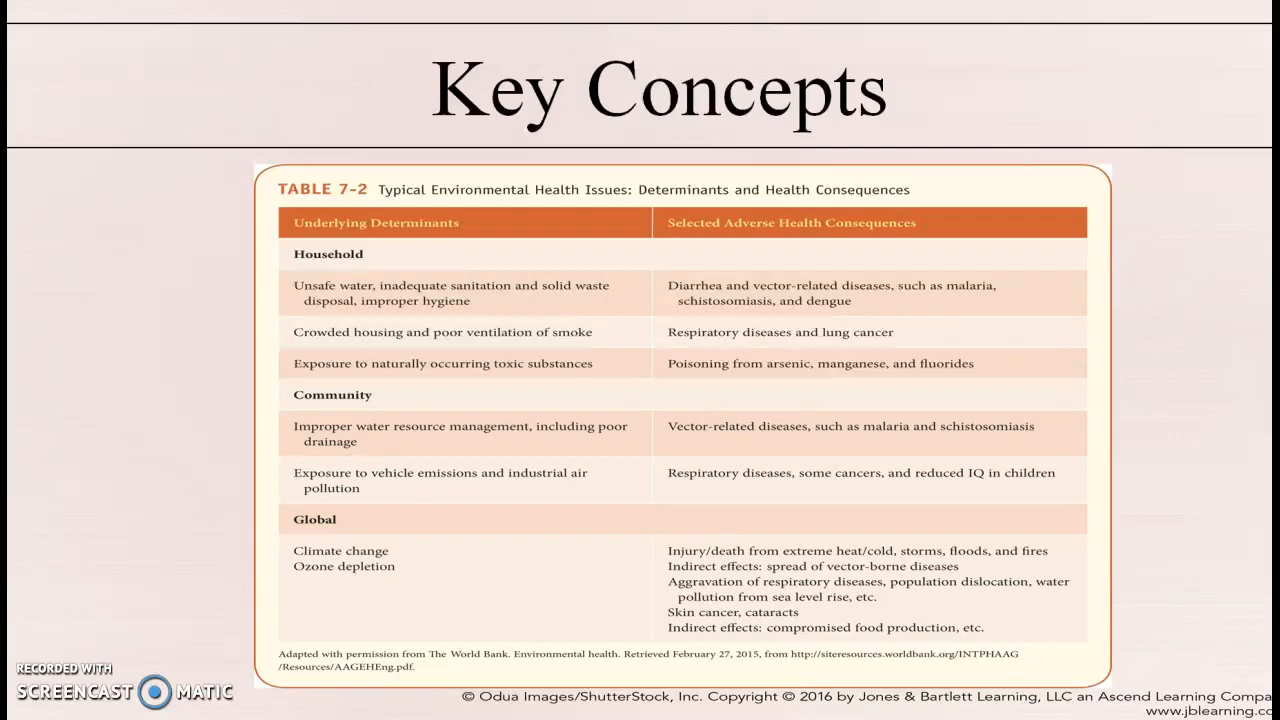 Key Concepts
TABLE 7-2 Typical Environmental Health Issues: Determinants and Health Consequences
Underlying Determinants Selected Adverse Health Consequences
Household
Unsafe water, inadequate sanitation and solid waste Diarrhea and vector-related diseases, such as malaria,
disposal, improper hygiene schistosomiasis, and dengue
Crowded housing and poor ventilation of smoke Respiratory diseases and lung cancer
Exposure to naturally occurring toxic substances Poisoning from arsenic, manganese, and fluorides
Community
Improper water resource management, including poor Vector-related diseases, such as malaria and schistosomiasis
drainage
Exposure to vehicle emissions and industrial air Respiratory diseases, some cancers, and reduced IQ in children
pollution
Global
Climate change Injury/death from extreme heat/cold, storms, floods, and fires
Ozone depletion Indirect effects: spread of vector-borne diseases
Aggravation of respiratory diseases, population dislocation, water
pollution from sea level rise, etc.
Skin cancer, cataracts
Indirect effects: compromised food production, etc.
Adapted with permission from The World Bank. Environmental health. Retrieved February 27, 2015, from http://siteresources.worldbank.org/INTPHAAG
/Resources/AAGEHEng.pdf.
RECORDED WITH
SCREENCAST MATIC
© Odua Images/ShutterStock, Inc. Copyright © 2016 by Jones & Bartlett Learning, LLC an Ascend Learning Compa
www.jblearning.co